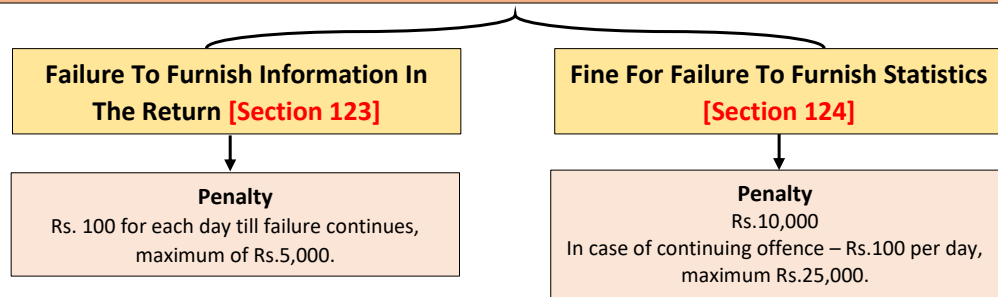 Failure To Furnish Information In
The Return [Section 123]
Penalty
Rs. 100 for each day till failure continues,
maximum of Rs.5,000.
Fine For Failure To Furnish Statistics
[Section 124]
Penalty
Rs.10,000
In case of continuing offence – Rs.100 per day,
maximum Rs.25,000.